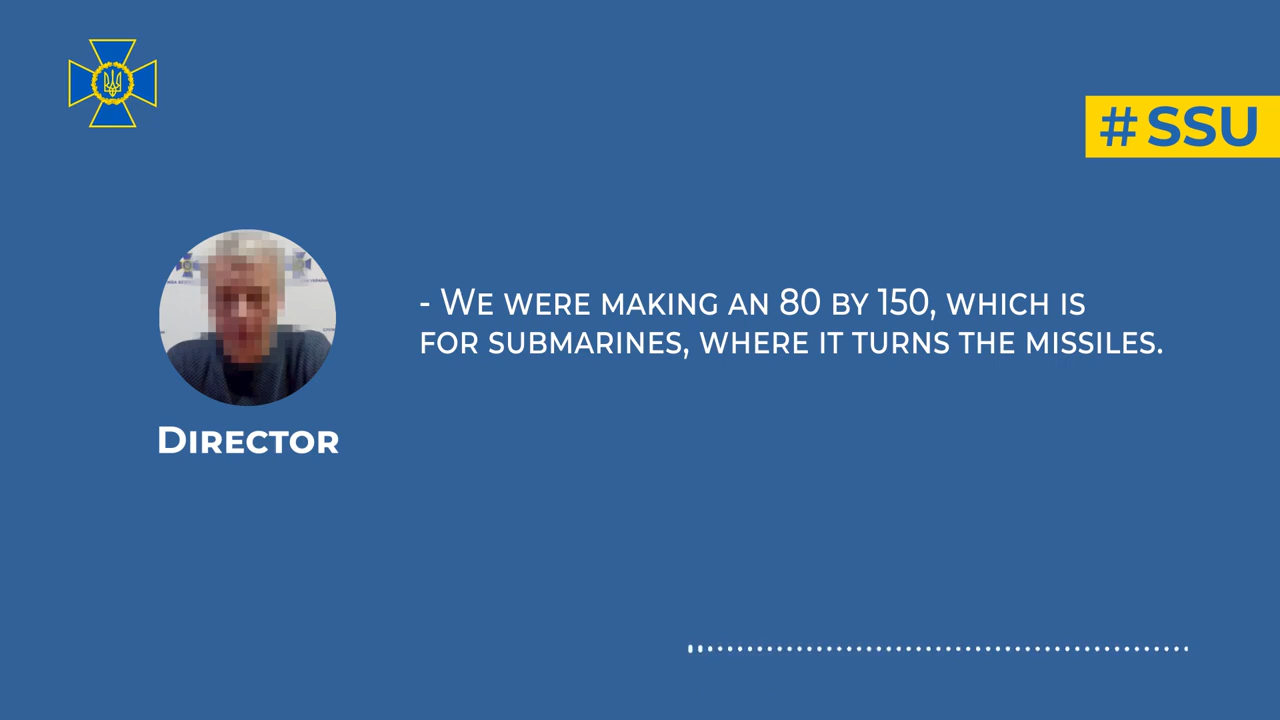 #SSU
- We were making an 80 by 150, which is
for submarines, where it turns the missiles.
Director